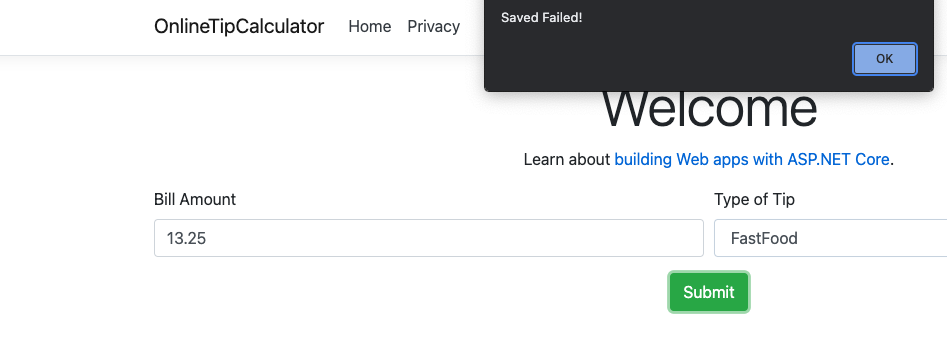 OnlineTipCalculator Home Privacy
Saved Failed!
OK
Welcome
Learn about building Web apps with ASP.NET Core.
Bill Amount
Type of Tip
13.25
FastFood
Submit